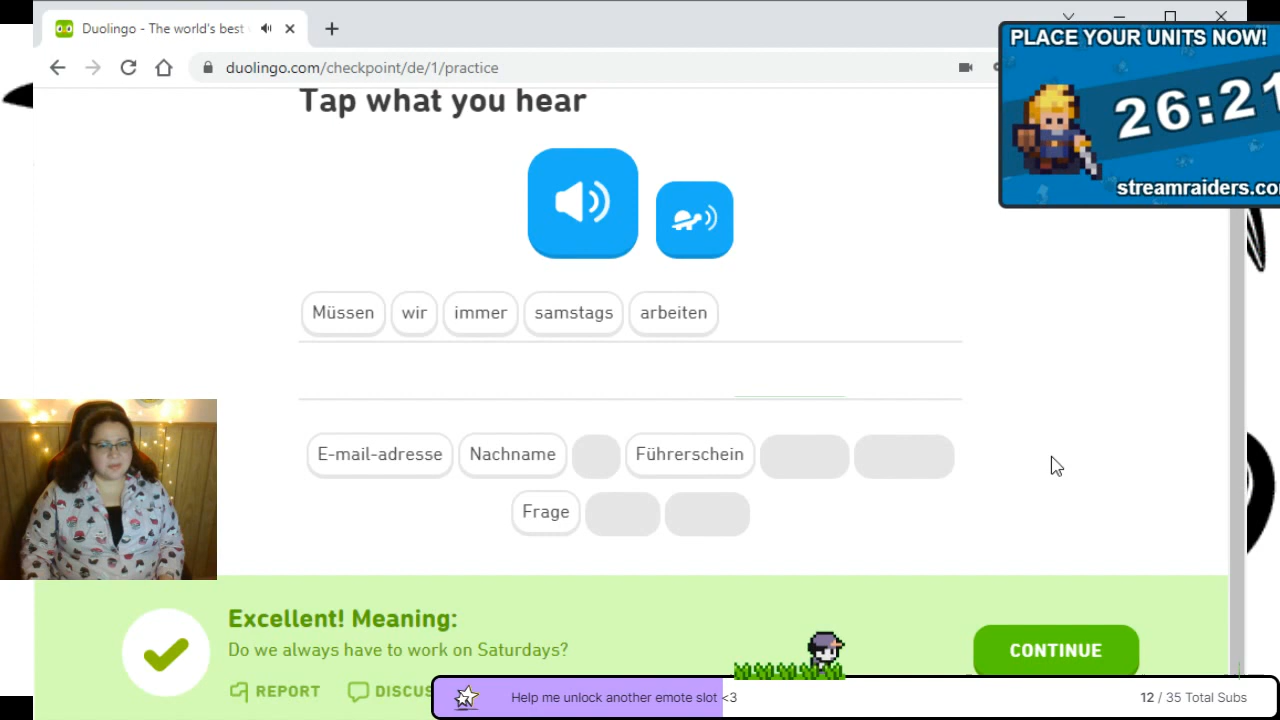 Duolingo - The world's best
duolingo.com/checkpoint/de/1/practice
PLACE YOUR UNITS NOW!
26:21
streamraiders.co
Tap what you hear
Müssen wir immer samstags arbeiten
E-mail-adresse Nachname Führerschein
Frage
Excellent! Meaning:
Do we always have to work on Saturdays?
CONTINUE
REPORT DISCUS
Help me unlock another emote slot <3
12 / 35 Total Subs